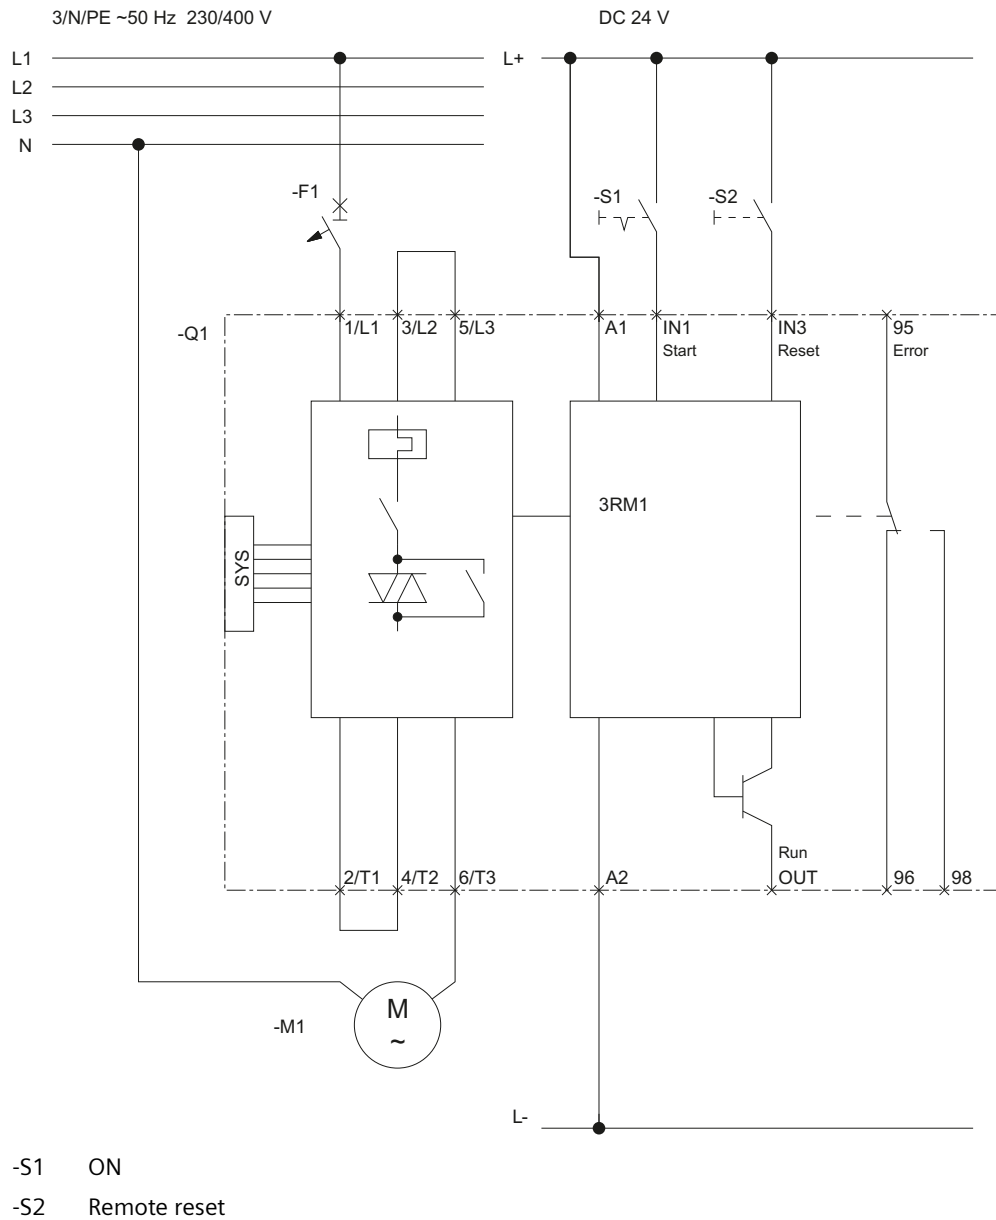 3/N/PE ~50 Hz 230/400 V
DC 24 V
L1
L+
L2
L3
N
-F1
-S1
-S2
-Q1
1/L1
3/L2
5/L3
A1
IN1
IN3
95
Start
Reset
Error
3RM1
SYS
Run
2/T1
4/T2
6/T3
A2
OUT
96
98
M
-M1
~
L-
-S1 ON
-S2 Remote reset